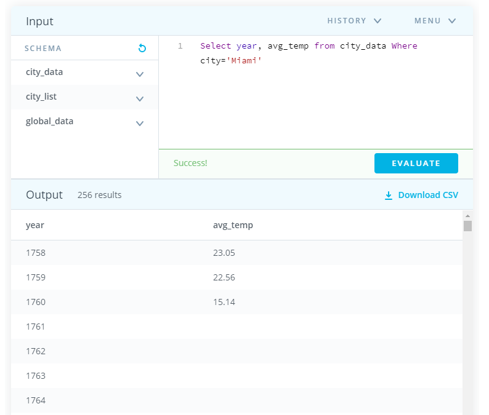 Input
HISTORY
MENU
SCHEMA
city_data
city_list
global_data
1 Select year, avg_temp from city_data Where
city='Miami'
Success!
EVALUATE
Output 256 results
Download CSV
year avg_temp
1758 23.05
1759 22.56
1760 15.14
1761
1762
1763
1764